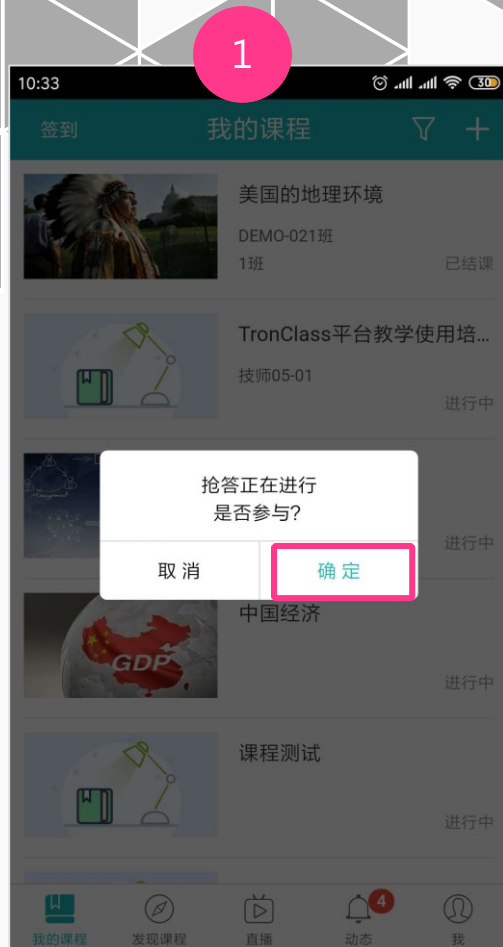 1
10:33
30
签到
我的课程
美国的地理环境
DEMO-021班
1班
已结课
TronClass平台教学使用培...
技师05-01
进行中
抢答正在进行
是否参与?
进行中
取消
确定
中国经济
GDP
进行中
课程测试
进行中
4
我的课程
发现课程
直播
动态
我